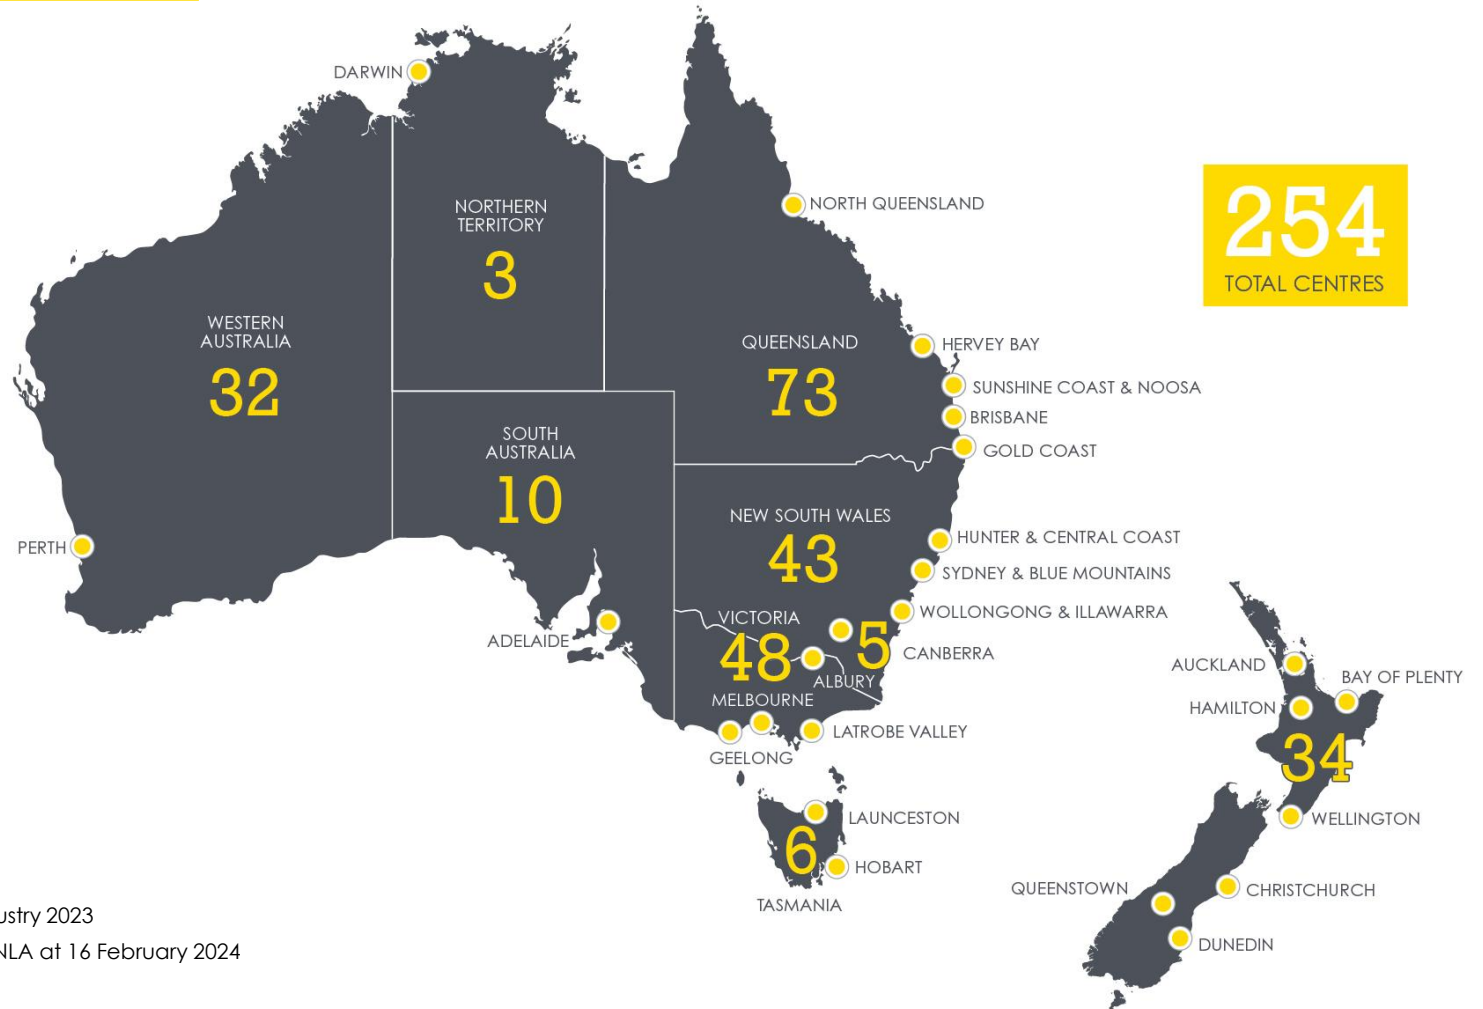 DARWIN
NORTHERN
TERRITORY
3
NORTH QUEENSLAND
254
TOTAL CENTRES
WESTERN
AUSTRALIA
32
QUEENSLAND
73
HERVEY BAY
SUNSHINE COAST & NOOSA
BRISBANE
GOLD COAST
SOUTH
AUSTRALIA
10
NEW SOUTH WALES
43
HUNTER & CENTRAL COAST
SYDNEY & BLUE MOUNTAINS
WOLLONGONG & ILLAWARRA
PERTH
ADELAIDE
VICTORIA
48
5
CANBERRA
ALBURY
MELBOURNE
LATROBE VALLEY
GEELONG
AUCKLAND
BAY OF PLENTY
HAMILTON
34
WELLINGTON
LAUNCESTON
6
HOBART
TASMANIA
QUEENSTOWN
CHRISTCHURCH
DUNEDIN
2023
NLA at 16 February 2024